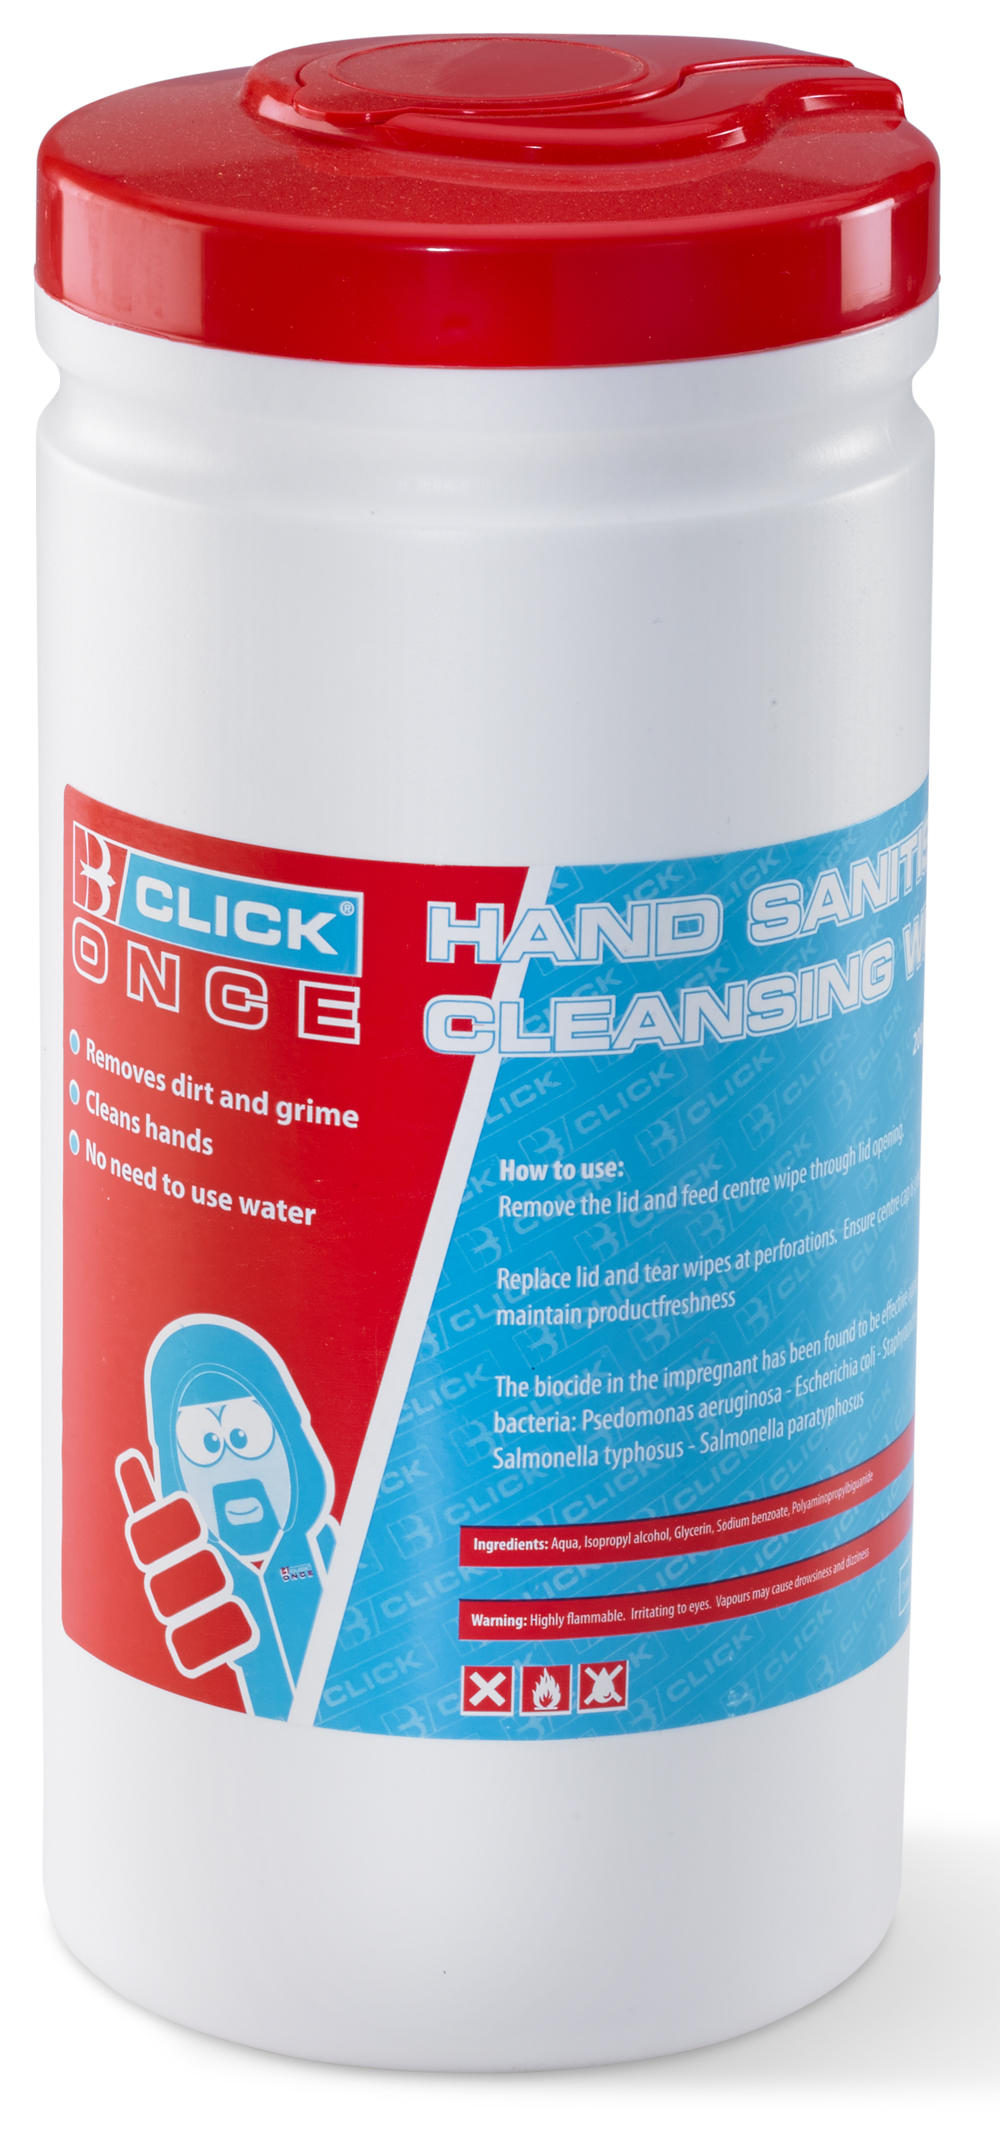 B CLICK®
ONCE
Removes dirt and grime
Cleans hands
No need to use water
HAND
CLEANSING
How to use:
Remove the lid and feed centre wipe through lid opening.
Replace lid and tear wipes at perforations. Ensure centre cap
maintain productfreshness
The biocide in the impregnant has been found to be effective
bacteria: Psedomonas aeruginosa - Escherichia coli -
Salmonella typhosus - Salmonella paratyphosus
Ingredients: Aqua, Isopropyl alcohol, Glycerin, Sodium benzoate, Polyaminopropylbiguanide
Warning: Highly flammable. Irritating to eyes. Vapours may cause drowsiness and dizziness